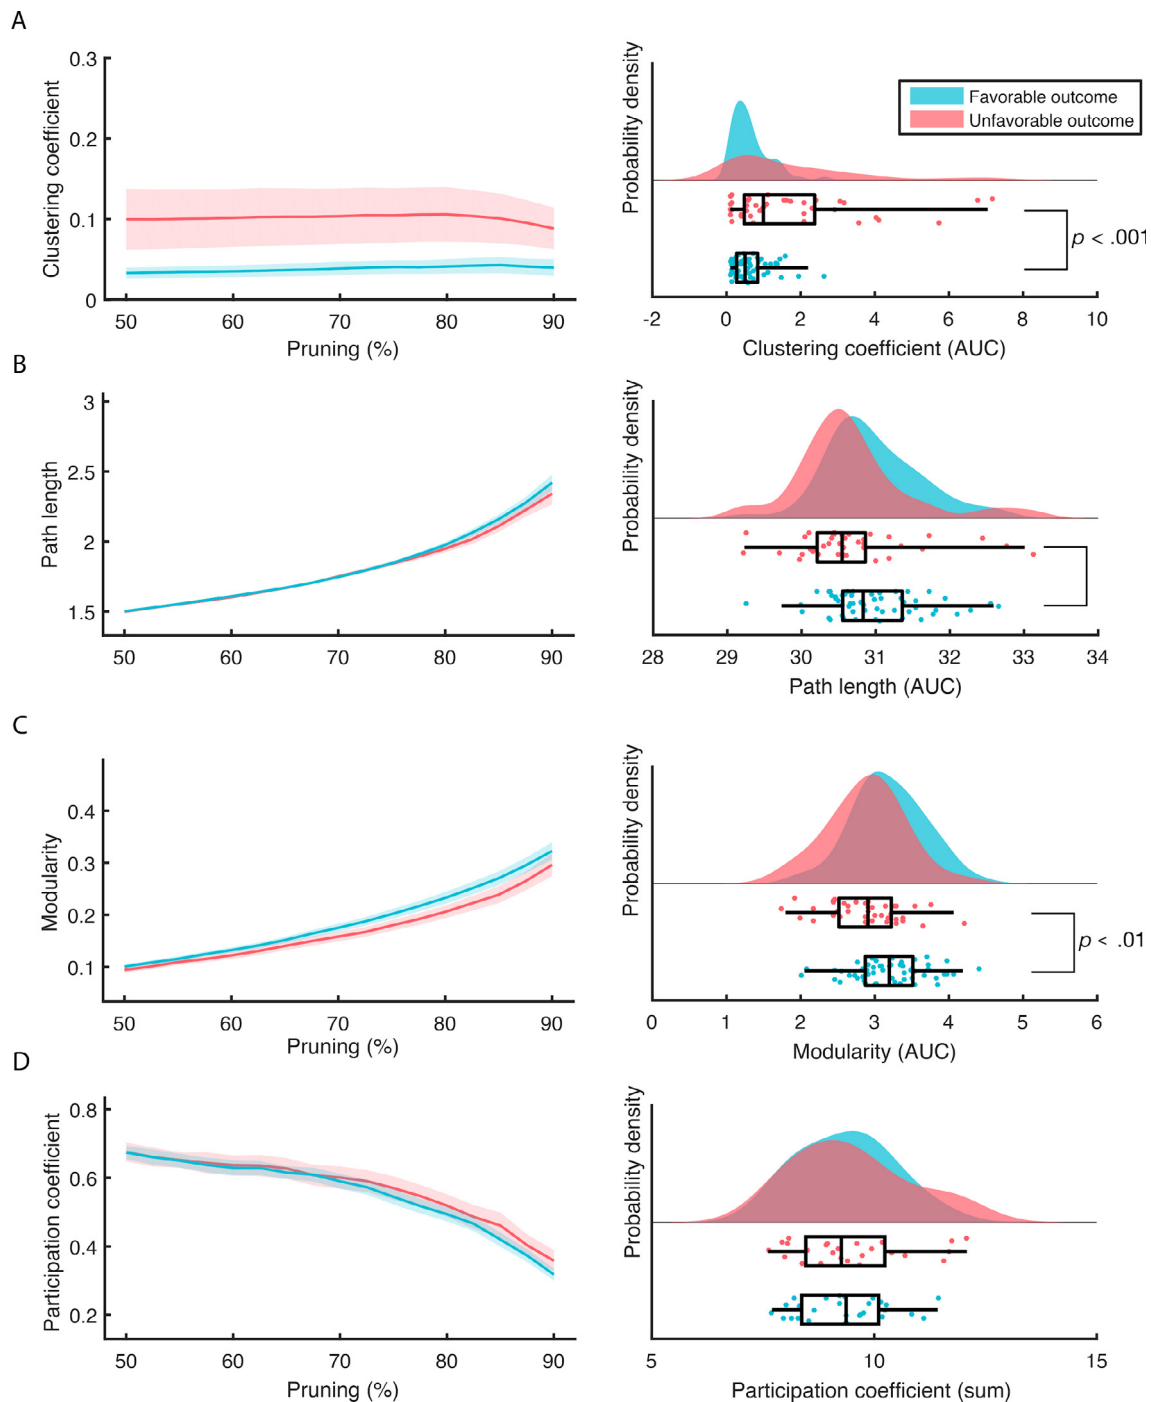 A
Clustering coefficient
0.3
0.2
0.1
0
50 60 70 80 90
Pruning (%)
Probability density
Favorable outcome
Unfavorable outcome
p < .001
-2 0 2 4 6 8 10
Clustering coefficient (AUC)
B
Path length
3
2.5
2
1.5
50 60 70 80 90
Pruning (%)
Probability density
28 29 30 31 32 33 34
Path length (AUC)
C
Modularity
0.4
0.3
0.2
0.1
50 60 70 80 90
Pruning (%)
Probability density
p < .01
0 1 2 3 4 5 6
Modularity (AUC)
D
Participation coefficient
0.8
0.6
0.4
0.2
50 60 70 80 90
Pruning (%)
Probability density
5 10 15
Participation coefficient (sum)